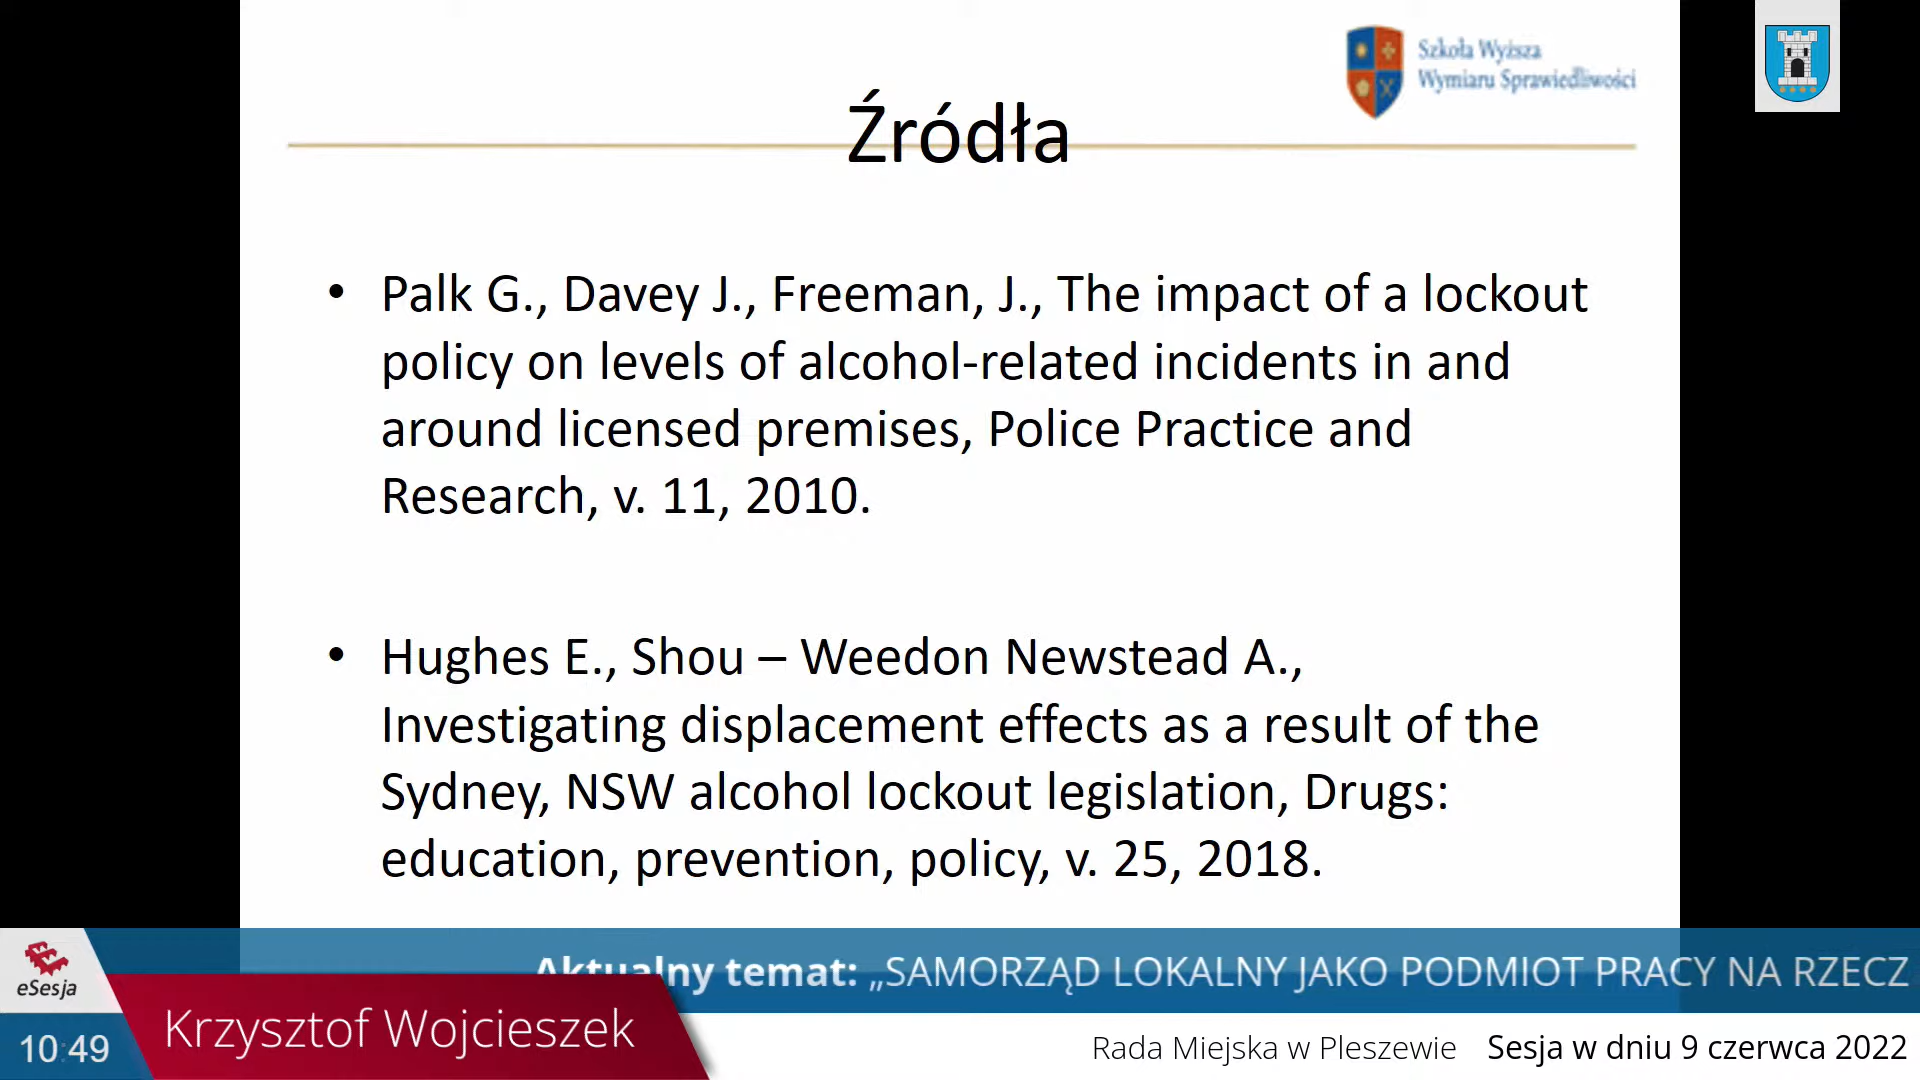 Szkoła Wyższa
Wymiaru Sprawiedliwości
Źródła
• Palk G., Davey J., Freeman, J., The impact of a lockout
policy on levels of alcohol-related incidents in and
around licensed premises, Police Practice and
Research, v. 11, 2010.
• Hughes E., Shou – Weedon Newstead A.,
Investigating displacement effects as a result of the
Sydney, NSW alcohol lockout legislation, Drugs:
education, prevention, policy, v. 25, 2018.
Aktualny temat: „SAMORZĄD LOKALNY JAKO PODMIOT PRACY NA RZECZ
eSesja
Krzysztof Wojcieszek
10:49
Rada Miejska w Pleszewie Sesja w dniu 9 czerwca 2022